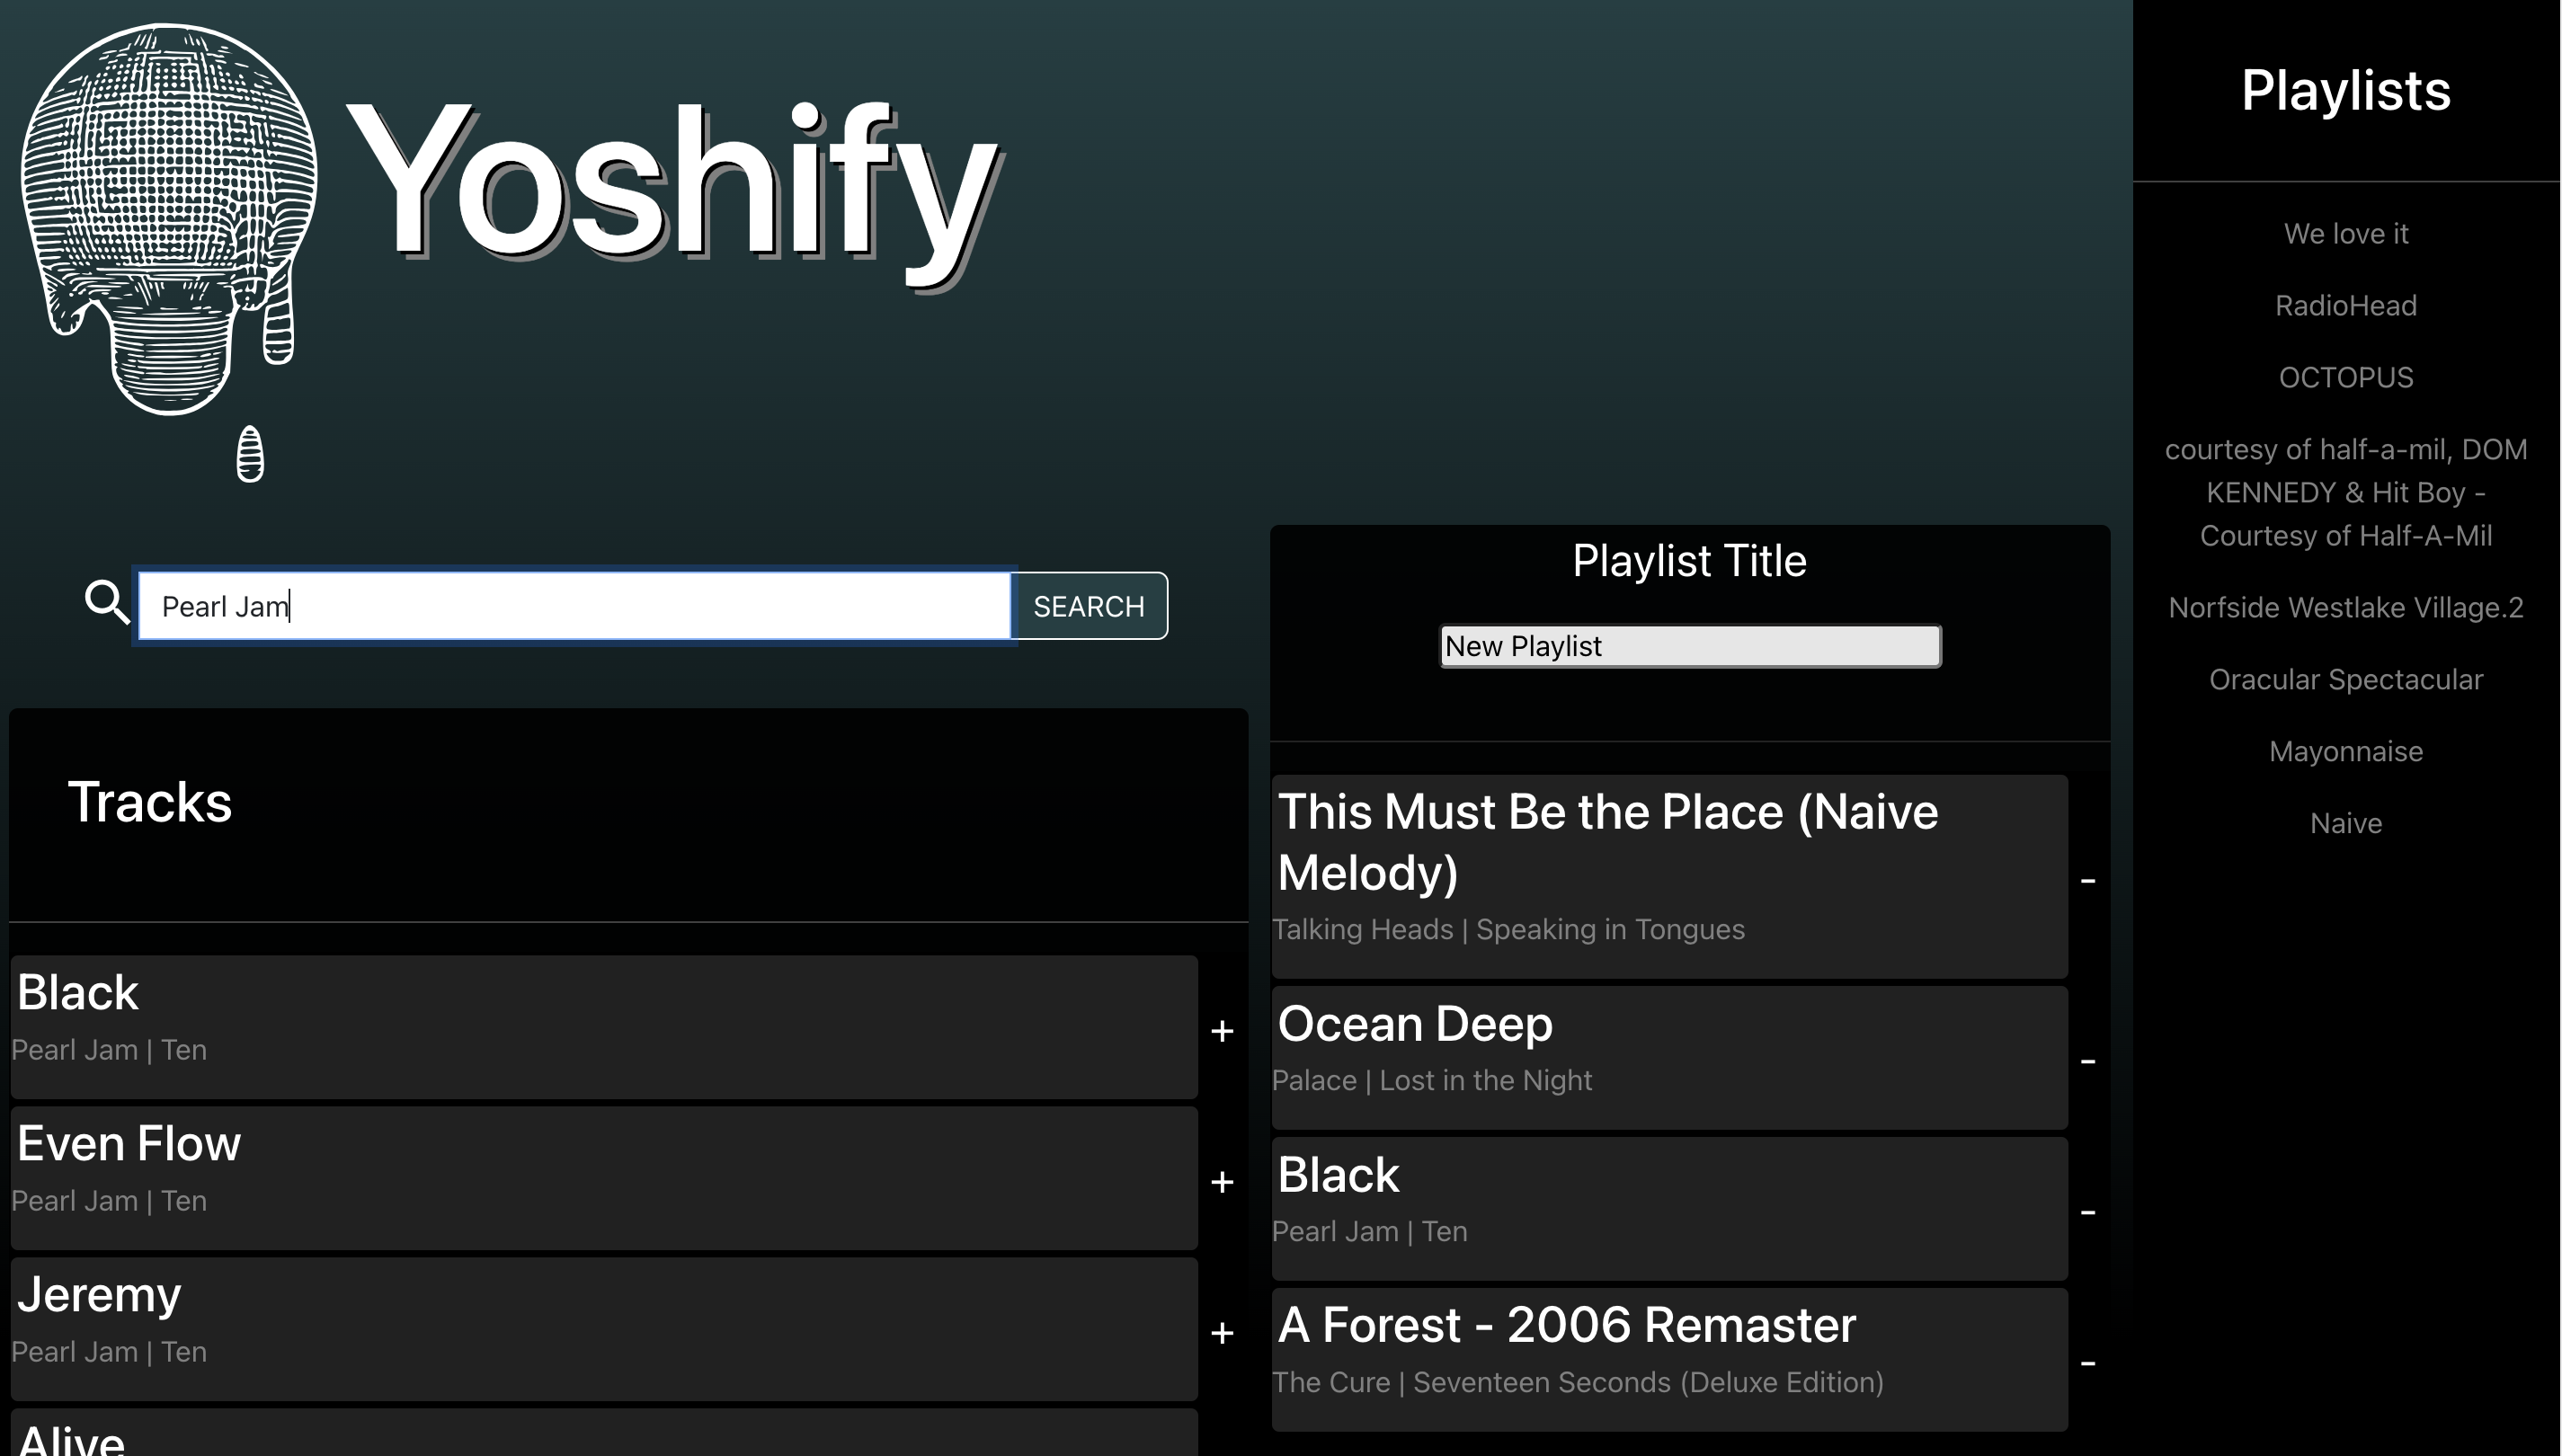 Yoshify
Pearl Jam
SEARCH
Tracks
Black
Pearl Jam | Ten
+
Even Flow
Pearl Jam | Ten
+
Jeremy
Pearl Jam | Ten
+
Alive
Playlist Title
New Playlist
This Must Be the Place (Naive
Melody)
Talking Heads | Speaking in Tongues
-
Ocean Deep
Palace | Lost in the Night
-
Black
Pearl Jam | Ten
-
A Forest - 2006 Remaster
The Cure | Seventeen Seconds (Deluxe Edition)
-
Playlists
We love it
RadioHead
OCTOPUS
courtesy of half-a-mil, DOM
KENNEDY & Hit Boy -
Courtesy of Half-A-Mil
Norfside Westlake Village.2
Oracular Spectacular
Mayonnaise
Naive